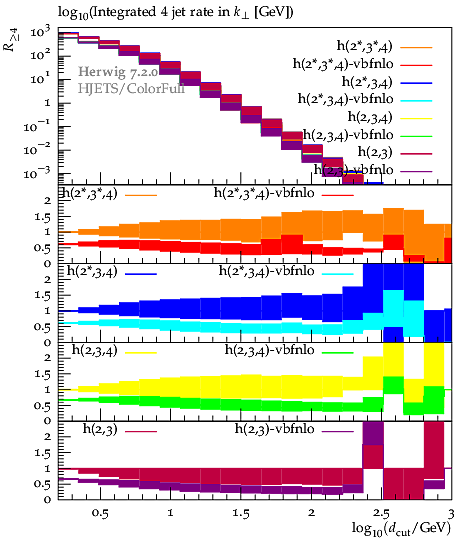 log₁₀(Integrated 4 jet rate in k⊥ [GeV])
R≥4
10³
10²
10¹
1
10⁻¹
10⁻²
10⁻³
Herwig 7.2.0
HJETS/ColorFull
h(2*,3*,4)
h(2*,3*,4)-vbfnlo
h(2*,3,4)
h(2*,3,4)-vbfnlo
h(2,3,4)
h(2,3,4)-vbfnlo
h(2,3)
h(2,3)-vbfnlo
h(2*,3*,4) h(2*,3*,4)-vbfnlo
2
1.5
1
0.5
0
h(2*,3,4) h(2*,3,4)-vbfnlo
2
1.5
1
0.5
0
h(2,3,4) h(2,3,4)-vbfnlo
2
1.5
1
0.5
h(2,3) h(2,3)-vbfnlo
2
1.5
1
0.5
0
0.5 1 1.5 2 2.5 3
log₁₀(d_cut/GeV)